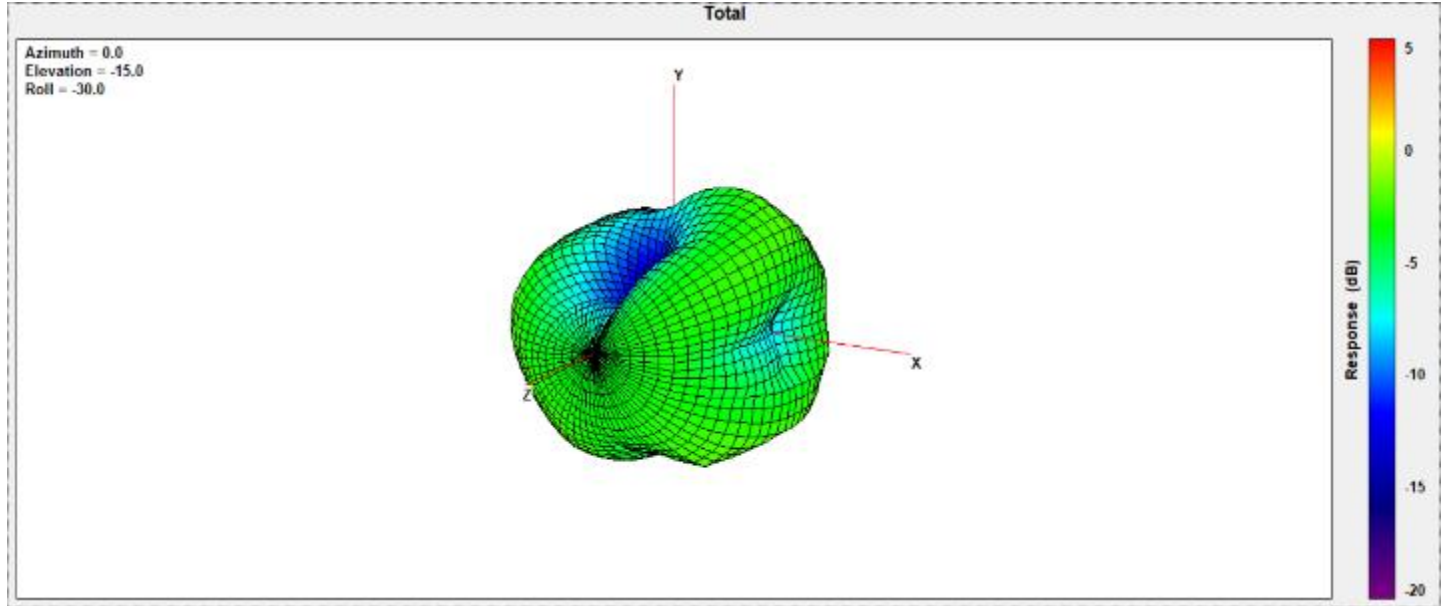 Total
Azimuth = 0.0
Elevation = -15.0
Roll = -30.0
Y
X
Z
5
0
-5
-10
-15
-20
Response (dB)